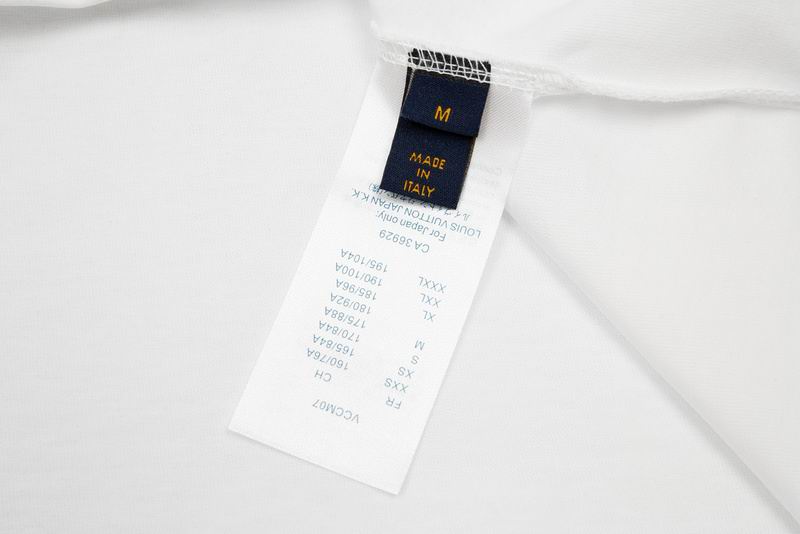 M
MADE
IN
ITALY
VCCM07
FR CH
XXS 160/76A
XS 165/84A
S 170/84A
M 175/88A
180/92A
XL 185/96A
XXL 190/100A
XXXL 195/104A
CA 36929
For Japan only:
LOUIS VUITTON JAPAN K.K.